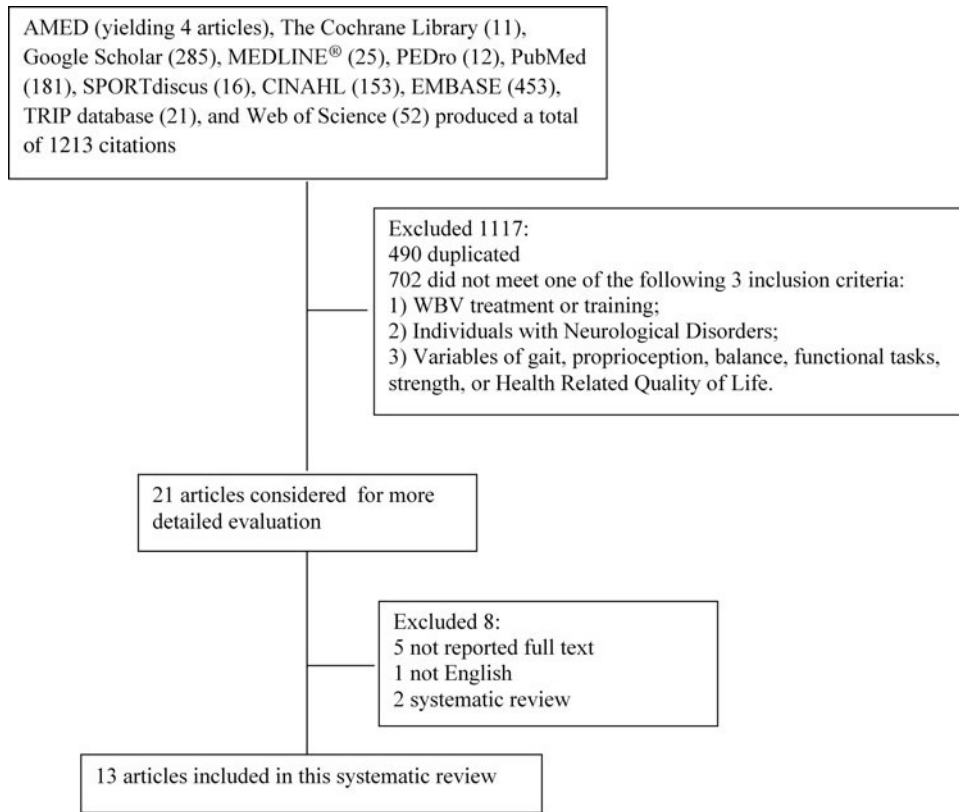 AMED (yielding 4 articles), The Cochrane Library (11),
Google Scholar (285), MEDLINE® (25), PEDro (12), PubMed
(181), SPORTdiscus (16), CINAHL (153), EMBASE (453),
TRIP database (21), and Web of Science (52) produced a total
of 1213 citations
Excluded 1117:
490 duplicated
702 did not meet one of the following 3 inclusion criteria:
1) WBV treatment or training;
2) Individuals with Neurological Disorders;
3) Variables of gait, proprioception, balance, functional tasks,
strength, or Health Related Quality of Life.
21 articles considered for more
detailed evaluation
Excluded 8:
5 not reported full text
1 not English
2 systematic review
13 articles included in this systematic review